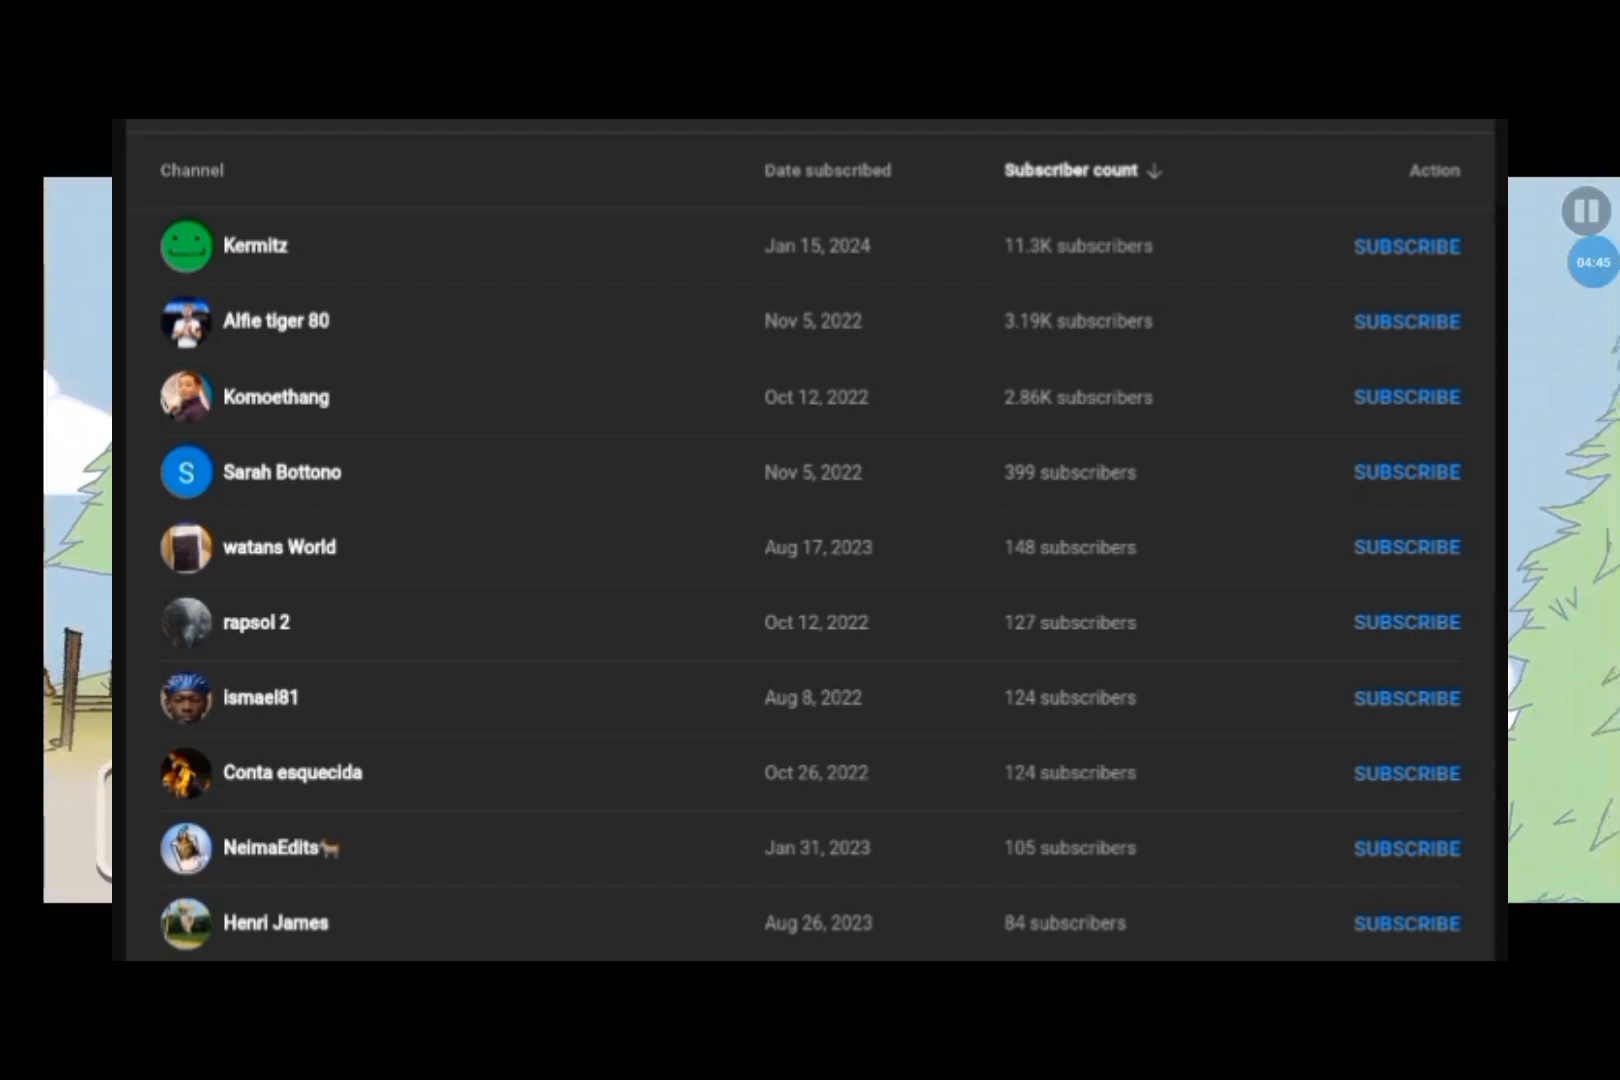 Channel Date subscribed Subscriber count ↓ Action
Kermitz Jan 15, 2024 11.3K subscribers SUBSCRIBE
04:45
Alfie tiger 80 Nov 5, 2022 3.19K subscribers SUBSCRIBE
Komoethang Oct 12, 2022 2.86K subscribers SUBSCRIBE
S Sarah Bottono Nov 5, 2022 399 subscribers SUBSCRIBE
watans World Aug 17, 2023 148 subscribers SUBSCRIBE
rapsol 2 Oct 12, 2022 127 subscribers SUBSCRIBE
ismael81 Aug 8, 2022 124 subscribers SUBSCRIBE
Conta esquecida Oct 26, 2022 124 subscribers SUBSCRIBE
NeimaEdits🐐 Jan 31, 2023 105 subscribers SUBSCRIBE
Henri James Aug 26, 2023 84 subscribers SUBSCRIBE